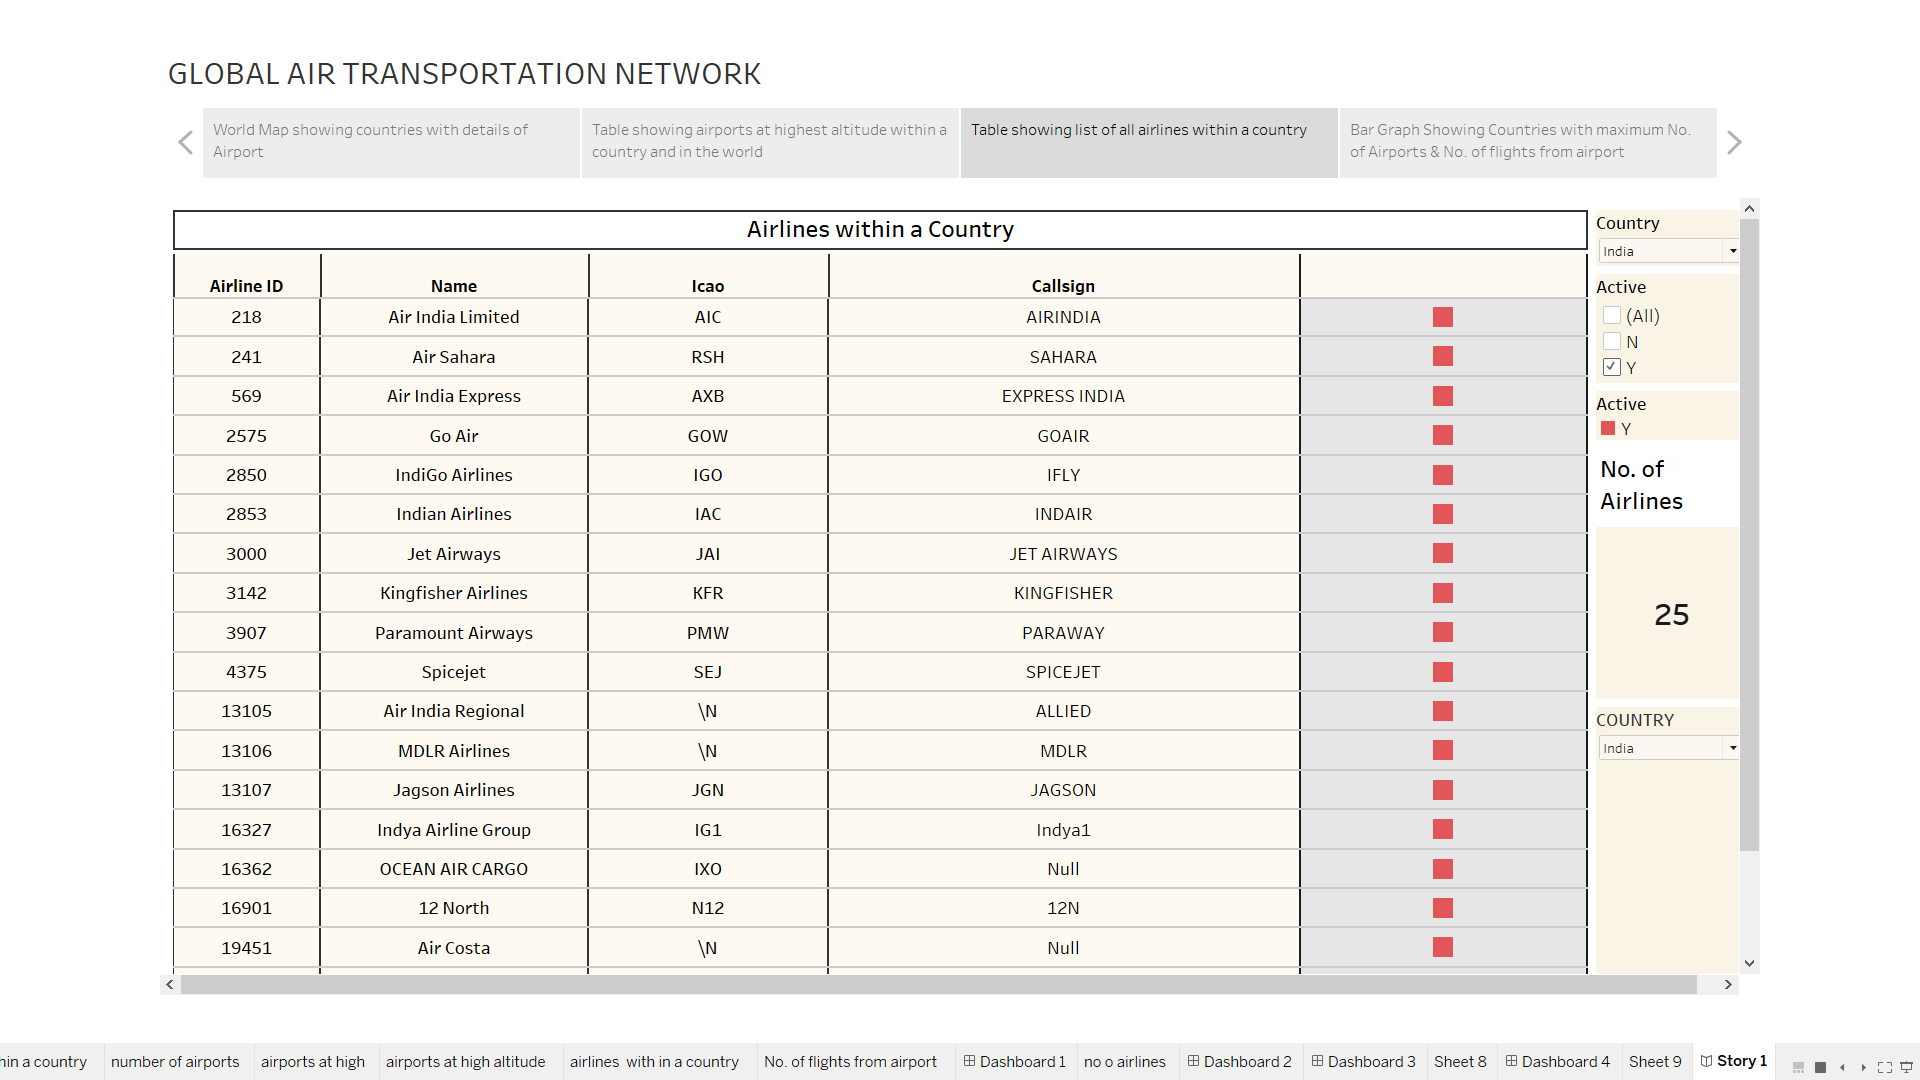 GLOBAL AIR TRANSPORTATION NETWORK
World Map showing countries with details of
Airport
Table showing airports at highest altitude within a
country and in the world
Table showing list of all airlines within a country
Bar Graph Showing Countries with maximum No.
of Airports & No. of flights from airport
Airlines within a Country
Airline ID Name Icao Callsign
218 Air India Limited AIC AIRINDIA
241 Air Sahara RSH SAHARA
569 Air India Express AXB EXPRESS INDIA
2575 Go Air GOW GOAIR
2850 IndiGo Airlines IGO IFLY
2853 Indian Airlines IAC INDAIR
3000 Jet Airways JAI JET AIRWAYS
3142 Kingfisher Airlines KFR KINGFISHER
3907 Paramount Airways PMW PARAWAY
4375 Spicejet SEJ SPICEJET
13105 Air India Regional \N ALLIED
13106 MDLR Airlines \N MDLR
13107 Jagson Airlines JGN JAGSON
16327 Indya Airline Group IG1 Indya1
16362 OCEAN AIR CARGO IXO Null
16901 12 North N12 12N
19451 Air Costa \N Null
Country
India
Active
(All)
N
Y
Active
Y
No. of
Airlines
25
COUNTRY
India
hin a country number of airports airports at high airports at high altitude airlines with in a country No. of flights from airport Dashboard 1 no o airlines Dashboard 2 Dashboard 3 Sheet 8 Dashboard 4 Sheet 9 Story 1